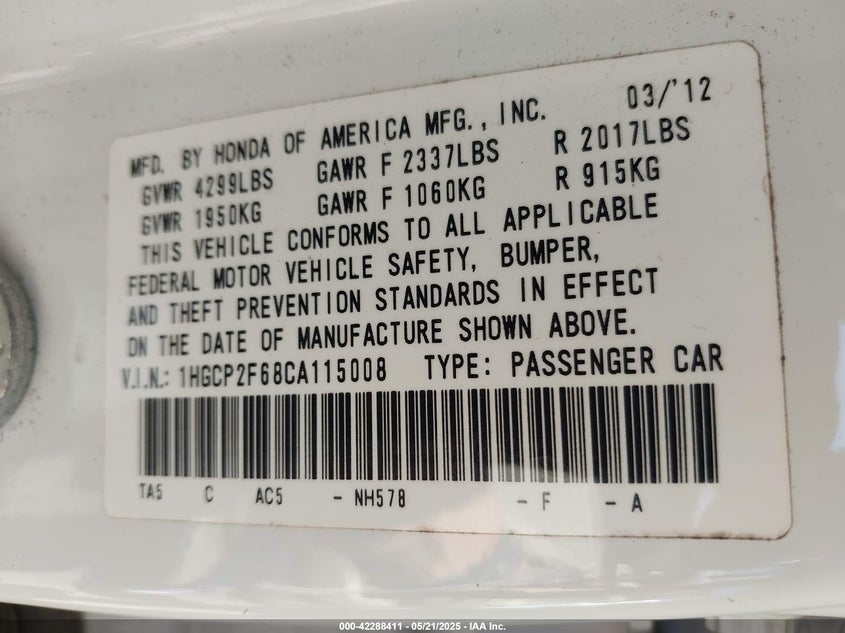 MFD. BY HONDA OF AMERICA MFG., INC. 03/'12
GVWR 4299LBS GAWR F 2337LBS R 2017LBS
GVWR 1950KG GAWR F 1060KG R 915KG
THIS VEHICLE CONFORMS TO ALL APPLICABLE
FEDERAL MOTOR VEHICLE SAFETY, BUMPER,
AND THEFT PREVENTION STANDARDS IN EFFECT
ON THE DATE OF MANUFACTURE SHOWN ABOVE.
V.I.N.: 1HGCP2F68CA115008 TYPE: PASSENGER CAR
TA5 C AC5 - NH578 - F - A
000-42288411 - 05/21/2025 - IAA Inc.